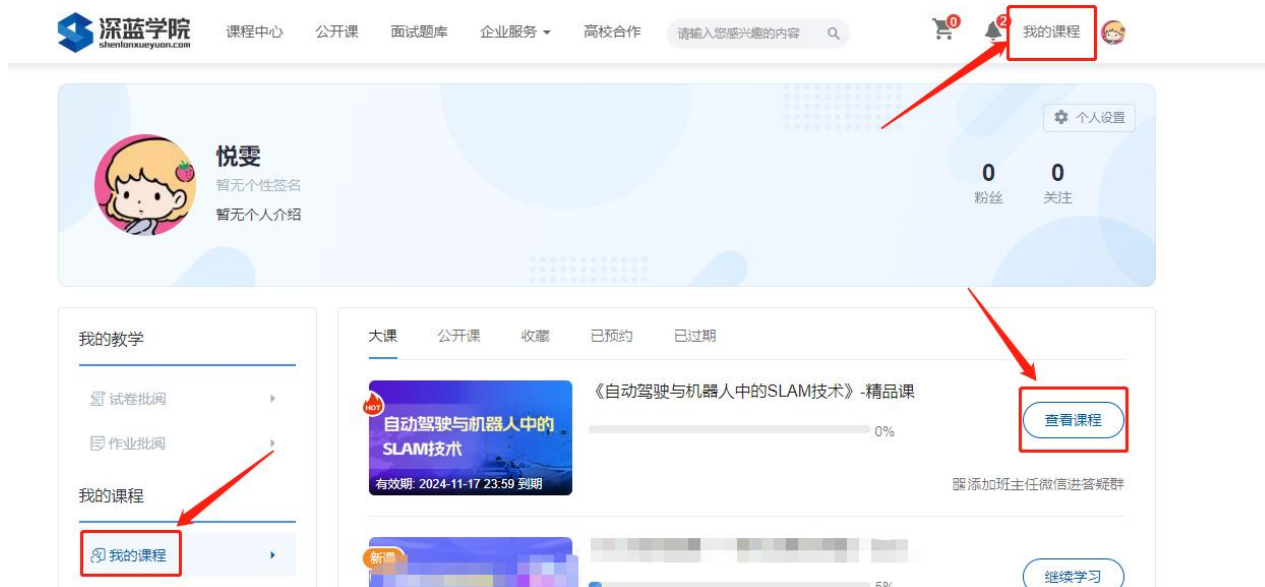 深蓝学院
shenlanxueyuan.com
课程中心 公开课 面试题库 企业服务 高校合作 请输入您感兴趣的内容 0 2 我的课程
个人设置
悦雯
暂无个性签名
暂无个人介绍
0 0
粉丝 关注
我的教学
试卷批阅
作业批阅
我的课程
我的课程
大课 公开课 收藏 已预约 已过期
HOT
自动驾驶与机器人中的
SLAM技术
有效期: 2024-11-17 23:59 到期
《自动驾驶与机器人中的SLAM技术》-精品课
0%
查看课程
添加班主任微信进答疑群
新课
5%
继续学习